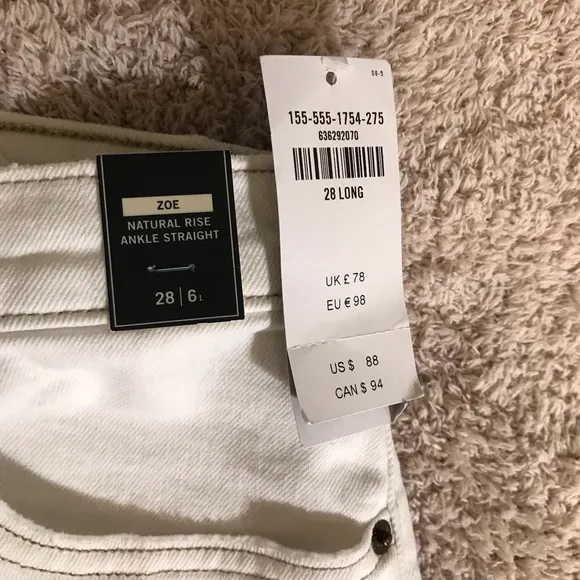 ZOE
NATURAL RISE
ANKLE STRAIGHT
28 | 6 L
155-555-1754-275
636292070
28 LONG
UK £ 78
EU € 98
US $ 88
CAN $ 94